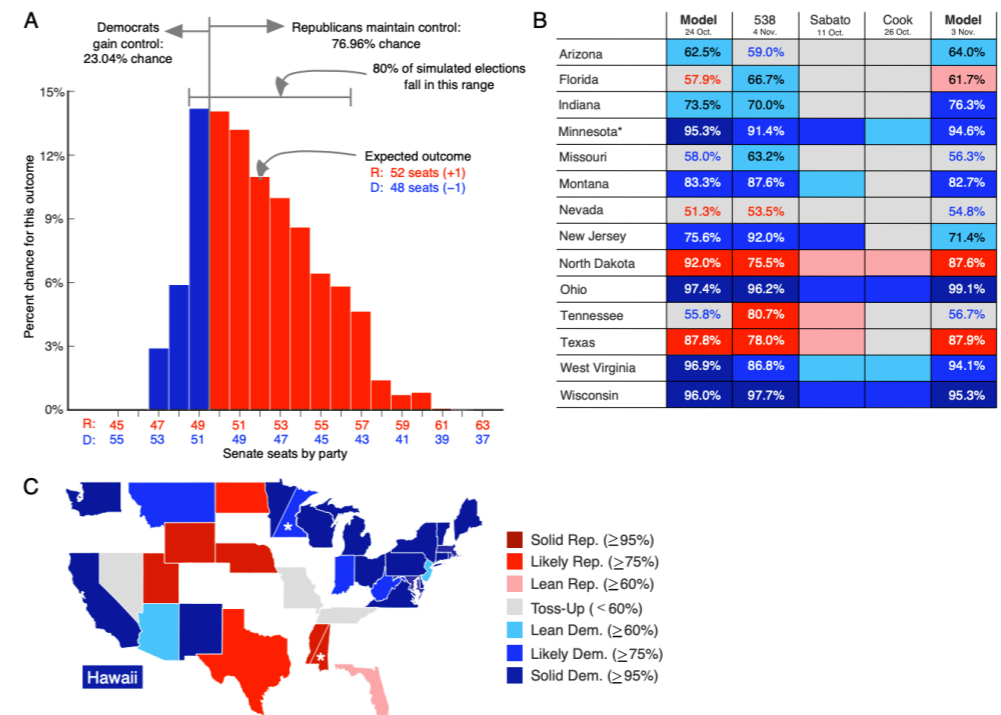 A
Democrats
gain control:
23.04% chance
Republicans maintain control:
76.96% chance
80% of simulated elections
fall in this range
Expected outcome
R: 52 seats (+1)
D: 48 seats (−1)
Percent chance for this outcome
15%
12%
9%
6%
3%
0%
R: 45 47 49 51 53 55 57 59 61 63
D: 55 53 51 49 47 45 43 41 39 37
Senate seats by party
B
Model 538 Sabato Cook Model
24 Oct. 4 Nov. 11 Oct. 26 Oct. 3 Nov.
Arizona 62.5% 59.0% 64.0%
Florida 57.9% 66.7% 61.7%
Indiana 73.5% 70.0% 76.3%
Minnesota* 95.3% 91.4% 94.6%
Missouri 58.0% 63.2% 56.3%
Montana 83.3% 87.6% 82.7%
Nevada 51.3% 53.5% 54.8%
New Jersey 75.6% 92.0% 71.4%
North Dakota 92.0% 75.5% 87.6%
Ohio 97.4% 96.2% 99.1%
Tennessee 55.8% 80.7% 56.7%
Texas 87.8% 78.0% 87.9%
West Virginia 96.9% 86.8% 94.1%
Wisconsin 96.0% 97.7% 95.3%
C
*
*
Hawaii
Solid Rep. (≥95%)
Likely Rep. (≥75%)
Lean Rep. (≥60%)
Toss-Up (<60%)
Lean Dem. (≥60%)
Likely Dem. (≥75%)
Solid Dem. (≥95%)